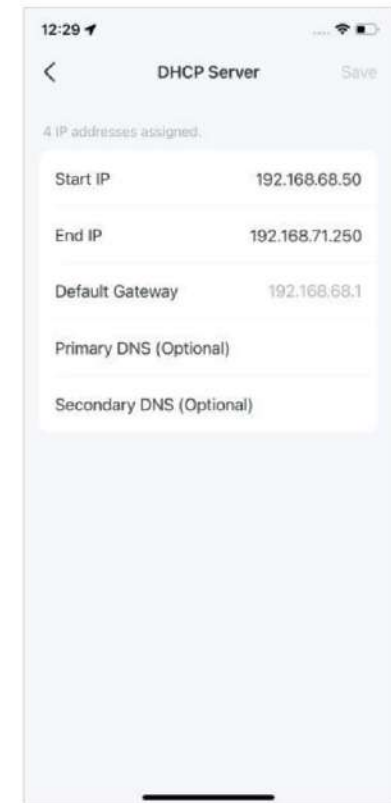 12:29
DHCP Server Save
4 IP addresses assigned.
Start IP 192.168.68.50
End IP 192.168.71.250
Default Gateway 192.168.68.1
Primary DNS (Optional)
Secondary DNS (Optional)